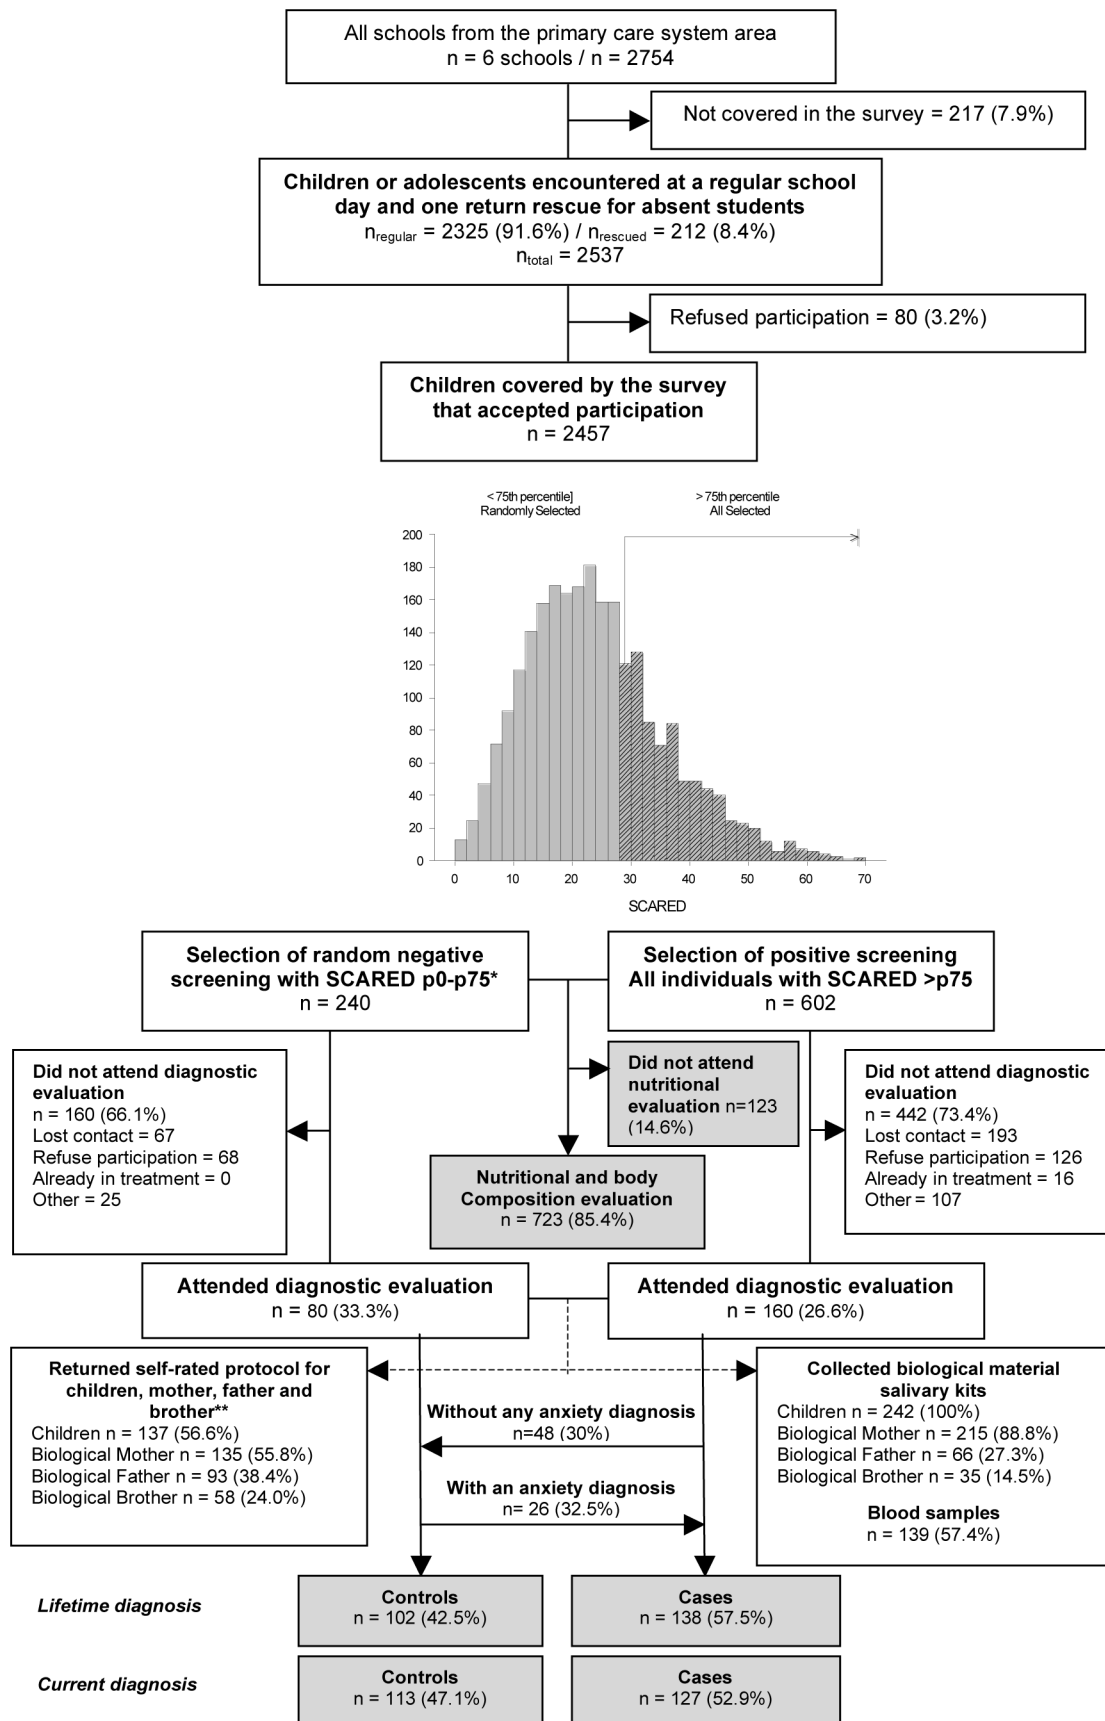 All schools from the primary care system area
n = 6 schools / n = 2754
Not covered in the survey = 217 (7.9%)
Children or adolescents encountered at a regular school
day and one return rescue for absent students
nregular = 2325 (91.6%) / nrescued = 212 (8.4%)
ntotal = 2537
Refused participation = 80 (3.2%)
Children covered by the survey
that accepted participation
n = 2457
< 75th percentile]
Randomly Selected
> 75th percentile
All Selected
200
180
160
140
120
100
80
60
40
20
0
0 10 20 30 40 50 60 70
SCARED
Selection of random negative
screening with SCARED p0-p75*
n = 240
Selection of positive screening
All individuals with SCARED >p75
n = 602
Did not attend diagnostic
evaluation
n = 160 (66.1%)
Lost contact = 67
Refuse participation = 68
Already in treatment = 0
Other = 25
Did not attend
nutritional
evaluation n=123
(14.6%)
Did not attend diagnostic
evaluation
n = 442 (73.4%)
Lost contact = 193
Refuse participation = 126
Already in treatment = 16
Other = 107
Nutritional and body
Composition evaluation
n = 723 (85.4%)
Attended diagnostic evaluation
n = 80 (33.3%)
Attended diagnostic evaluation
n = 160 (26.6%)
Returned self-rated protocol for
children, mother, father and
brother**
Children n = 137 (56.6%)
Biological Mother n = 135 (55.8%)
Biological Father n = 93 (38.4%)
Biological Brother n = 58 (24.0%)
Without any anxiety diagnosis
n=48 (30%)
With an anxiety diagnosis
n= 26 (32.5%)
Collected biological material
salivary kits
Children n = 242 (100%)
Biological Mother n = 215 (88.8%)
Biological Father n = 66 (27.3%)
Biological Brother n = 35 (14.5%)
Blood samples
n = 139 (57.4%)
Lifetime diagnosis
Controls
n = 102 (42.5%)
Cases
n = 138 (57.5%)
Current diagnosis
Controls
n = 113 (47.1%)
Cases
n = 127 (52.9%)